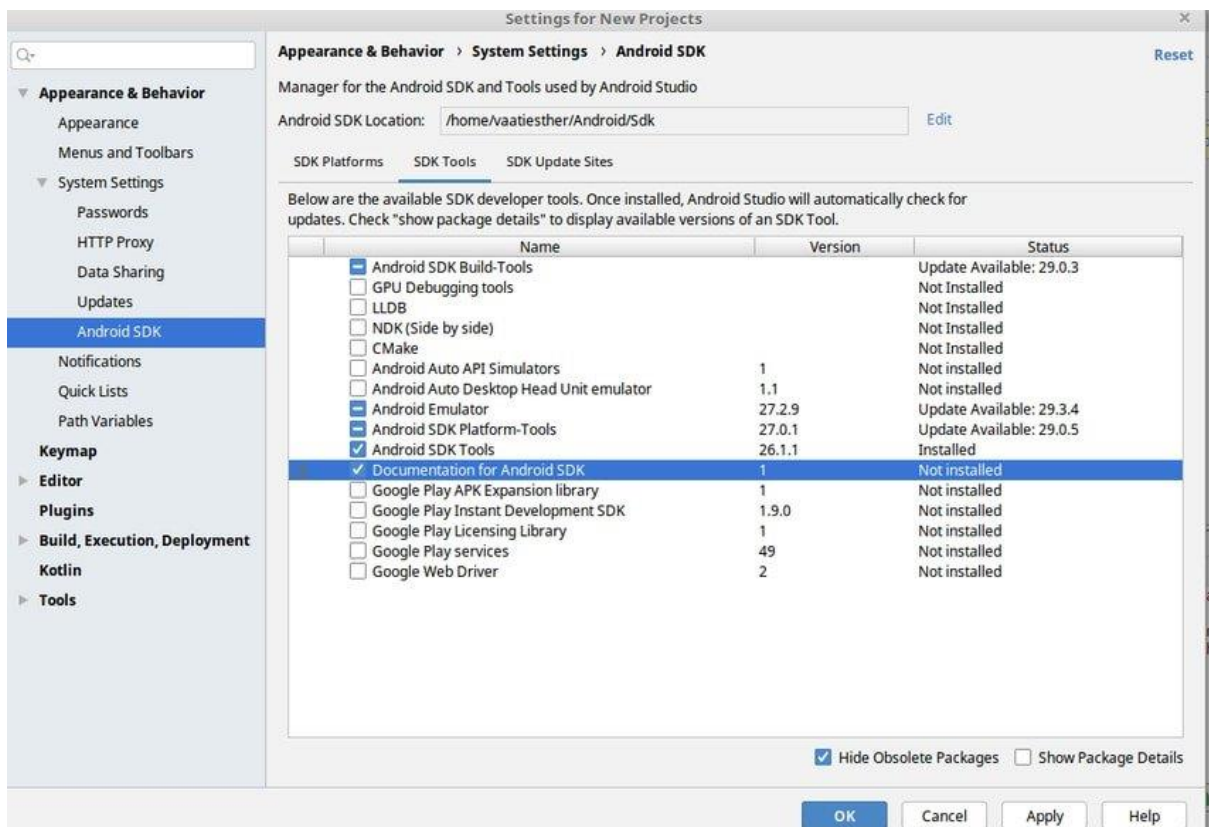 Settings for New Projects
Appearance & Behavior › System Settings › Android SDK
Reset
Manager for the Android SDK and Tools used by Android Studio
Android SDK Location: /home/vaatiesther/Android/Sdk Edit
Appearance & Behavior
Appearance
Menus and Toolbars
System Settings
Passwords
HTTP Proxy
Data Sharing
Updates
Android SDK
Notifications
Quick Lists
Path Variables
Keymap
Editor
Plugins
Build, Execution, Deployment
Kotlin
Tools
SDK Platforms SDK Tools SDK Update Sites
Below are the available SDK developer tools. Once installed, Android Studio will automatically check for
updates. Check "show package details" to display available versions of an SDK Tool.
Name Version Status
Android SDK Build-Tools Update Available: 29.0.3
GPU Debugging tools Not Installed
LLDB Not Installed
NDK (Side by side) Not Installed
CMake Not Installed
Android Auto API Simulators 1 Not installed
Android Auto Desktop Head Unit emulator 1.1 Not installed
Android Emulator 27.2.9 Update Available: 29.3.4
Android SDK Platform-Tools 27.0.1 Update Available: 29.0.5
Android SDK Tools 26.1.1 Installed
Documentation for Android SDK 1 Not installed
Google Play APK Expansion library 1 Not installed
Google Play Instant Development SDK 1.9.0 Not installed
Google Play Licensing Library 1 Not installed
Google Play services 49 Not installed
Google Web Driver 2 Not installed
Hide Obsolete Packages Show Package Details
OK Cancel Apply Help